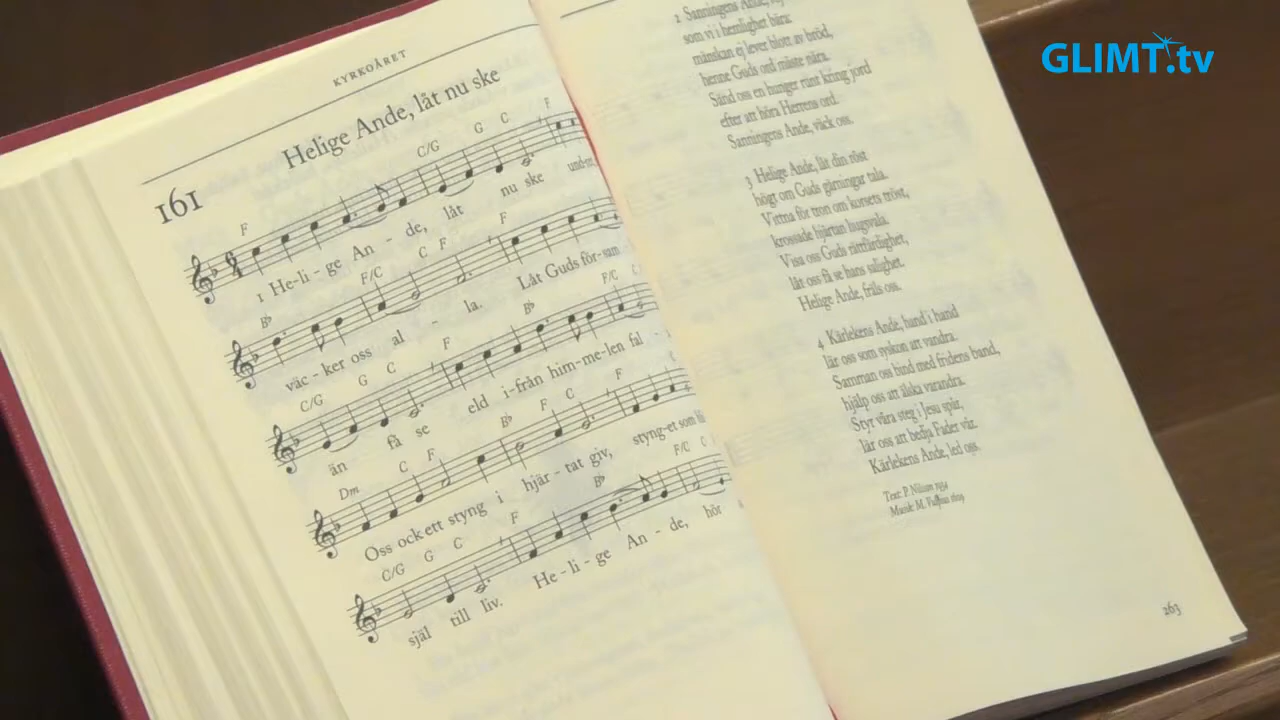 GLIMT.tv
KYRKOÅRET
Helige Ande, låt nu ske
161
F C/G G C F
1 He-li-ge An-de, låt nu ske
B♭ F/C C F F
väc-ker oss al-la. Låt Guds för-
C/G G C F B♭ F/C
än få se eld i-från him-me-len fal-
Dm C F B♭ F C F
Oss ock ett styng i hjär-tat giv, styng-et som
C/G G C F B♭ F/C C
själ till liv. He-li-ge An-de, hör
2 Sanningens Ande,
som vi i hemlighet bära:
mänskan ej lever blott av bröd,
henne Guds ord måste nära.
Sänd oss en hunger runt kring jord
efter att höra Herrens ord.
Sanningens Ande, väck oss.
3 Helige Ande, låt din röst
högt om Guds gärningar tala.
Vittna för tron om korsets tröst,
krossade hjärtan hugsvala.
Visa oss Guds rättfärdighet,
låt oss få se hans salighet.
Helige Ande, fräls oss.
4 Kärlekens Ande, hand i hand
lär oss som syskon att vandra.
Samman oss bind med fridens band,
hjälp oss att älska varandra.
Styr våra steg i Jesu spår,
lär oss att bedja Fader vår.
Kärlekens Ande, led oss.
Text: P. Nilsson
Musik: M. 1609
263